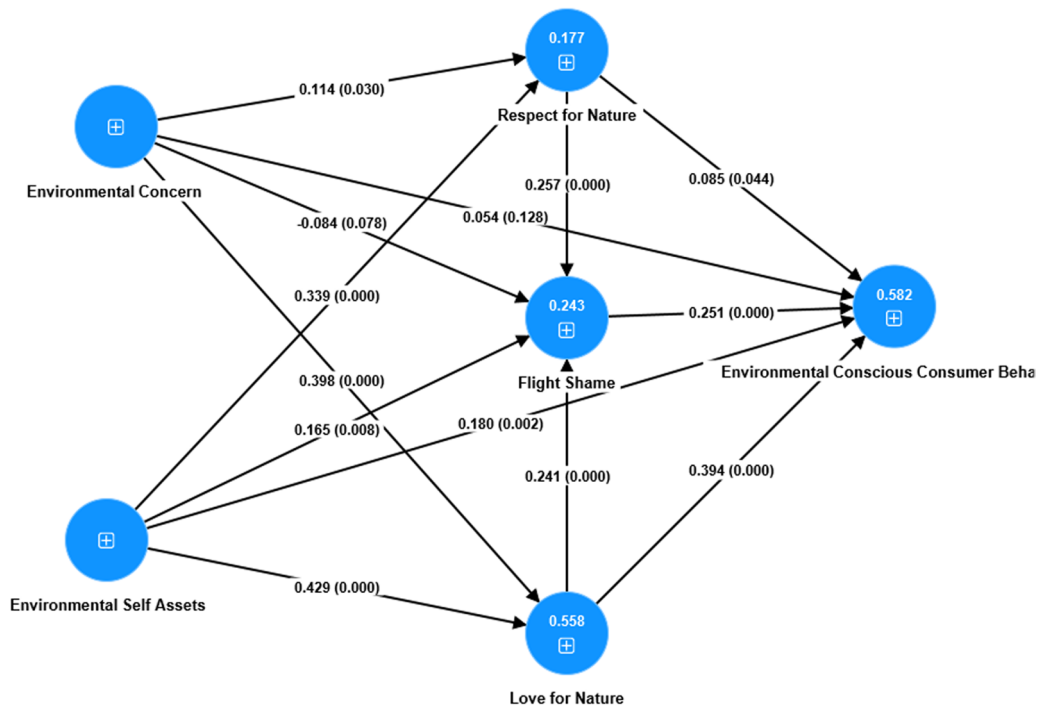 0.177
0.114 (0.030)
Respect for Nature
Environmental Concern
0.257 (0.000)
0.085 (0.044)
-0.084 (0.078)
0.054 (0.128)
0.339 (0.000)
0.243
0.582
0.251 (0.000)
Flight Shame
Environmental Conscious Consumer Beha
0.398 (0.000)
0.165 (0.008)
0.180 (0.002)
0.241 (0.000)
0.394 (0.000)
0.429 (0.000)
Environmental Self Assets
0.558
Love for Nature